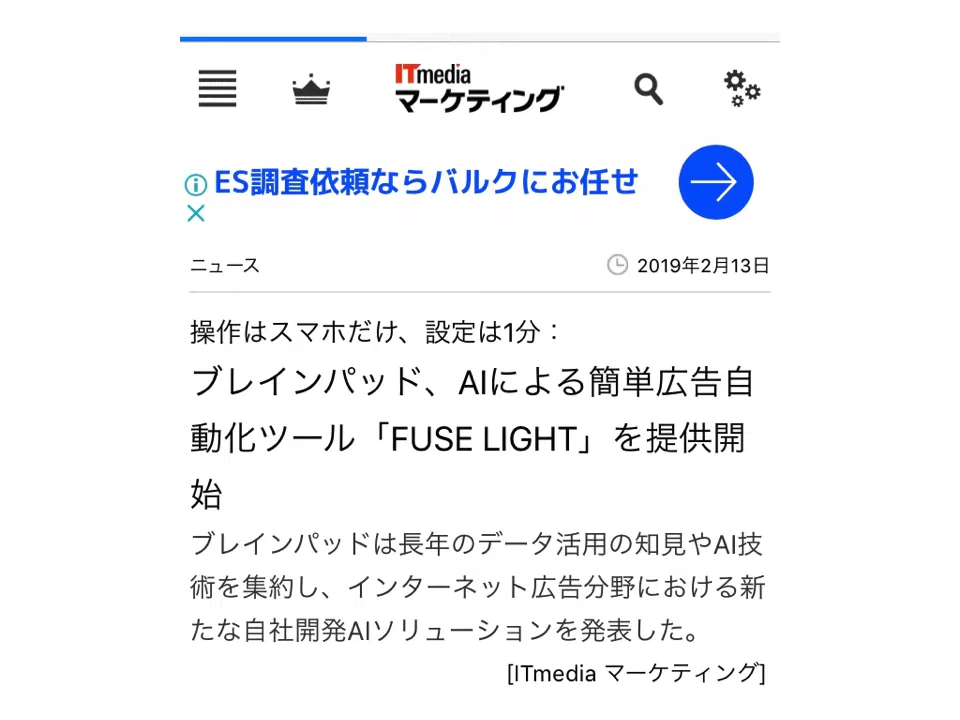 ITmedia
マーケティング
ES調査依頼ならバルクにお任せ
ニュース 2019年2月13日
操作はスマホだけ、設定は1分：
ブレインパッド、AIによる簡単広告自
動化ツール「FUSE LIGHT」を提供開
始
ブレインパッドは長年のデータ活用の知見やAI技
術を集約し、インターネット広告分野における新
たな自社開発AIソリューションを発表した。
[ITmedia マーケティング]